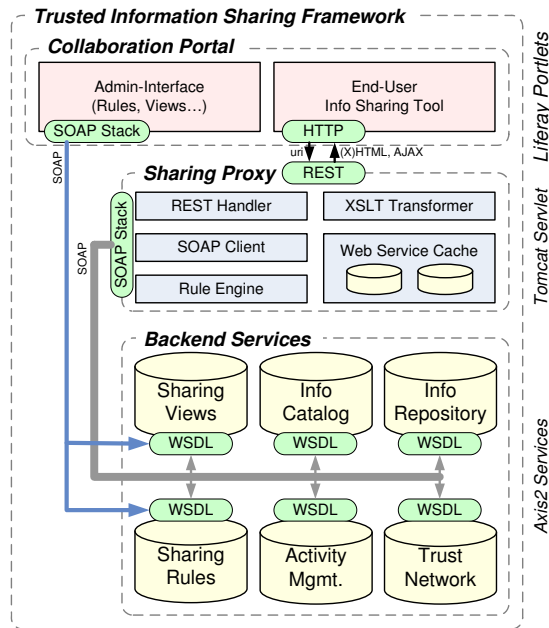 Trusted Information Sharing Framework
Collaboration Portal
Admin-Interface
(Rules, Views…)
End-User
Info Sharing Tool
SOAP Stack
HTTP
Liferay Portlets
SOAP
uri
(X)HTML, AJAX
Sharing Proxy
REST
SOAP Stack
REST Handler
XSLT Transformer
SOAP Client
Web Service Cache
Rule Engine
SOAP
Tomcat Servlet
Backend Services
Sharing
Views
Info
Catalog
Info
Repository
WSDL
WSDL
WSDL
WSDL
WSDL
WSDL
Sharing
Rules
Activity
Mgmt.
Trust
Network
Axis2 Services